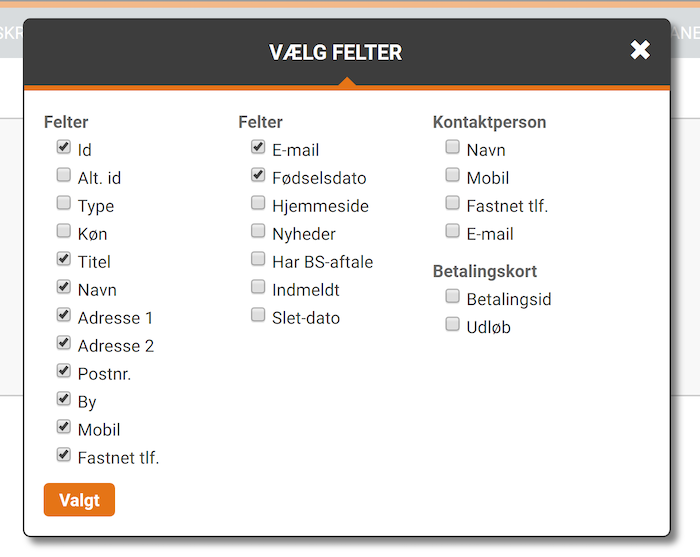 SKR
ANE
VÆLG FELTER
Felter
Id
Alt. id
Type
Køn
Titel
Navn
Adresse 1
Adresse 2
Postnr.
By
Mobil
Fastnet tlf.
Felter
E-mail
Fødselsdato
Hjemmeside
Nyheder
Har BS-aftale
Indmeldt
Slet-dato
Kontaktperson
Navn
Mobil
Fastnet tlf.
E-mail
Betalingskort
Betalingsid
Udløb
Valgt